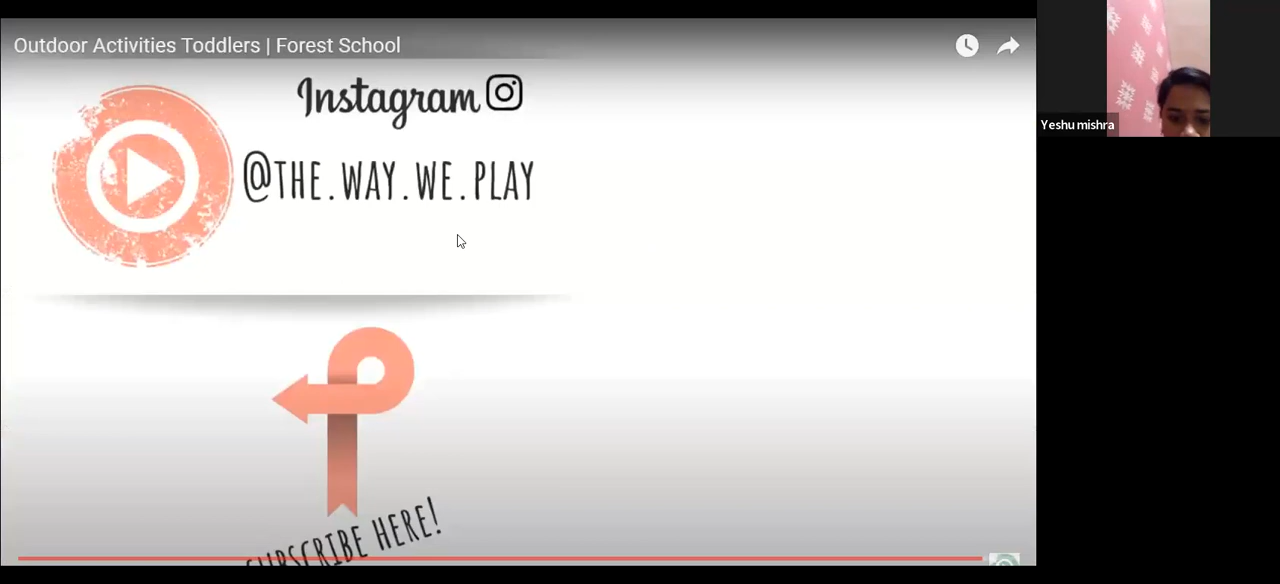 Outdoor Activities Toddlers | Forest School
Instagram
@THE.WAY.WE.PLAY
SUBSCRIBE HERE!
Yeshu mishra